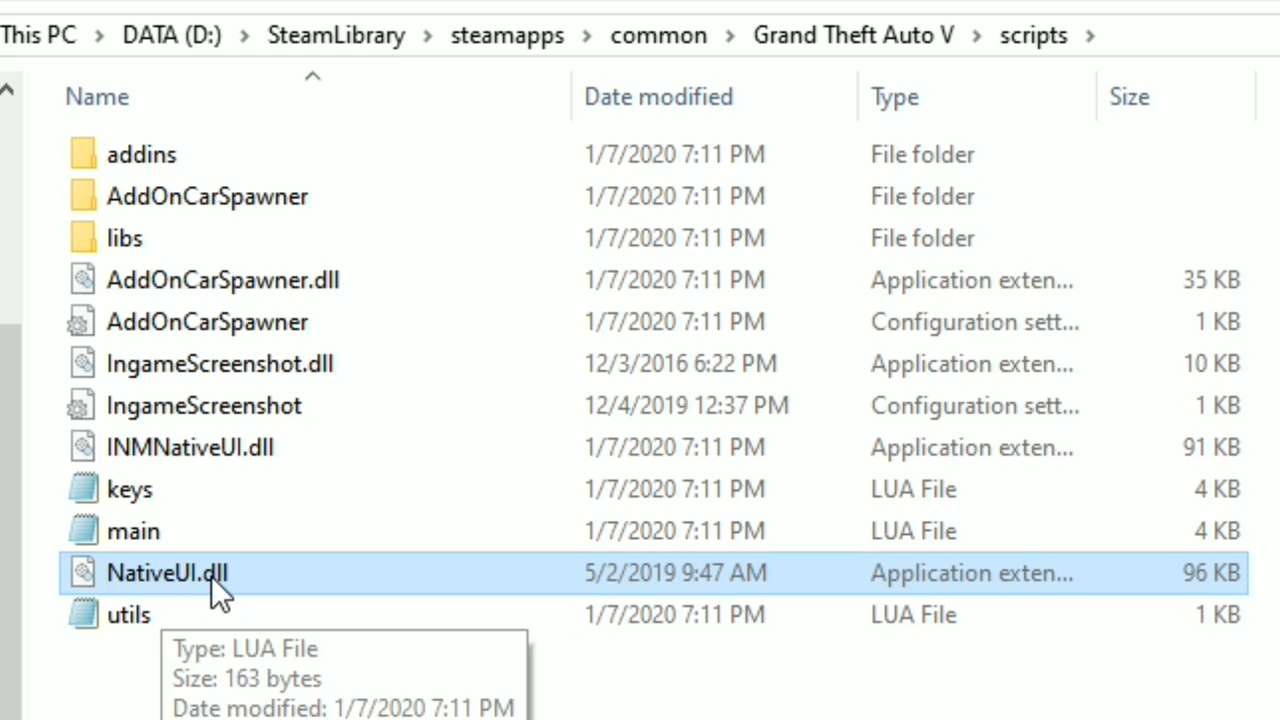 This PC > DATA (D:) > SteamLibrary > steamapps > common > Grand Theft Auto V > scripts >
Name Date modified Type Size
addins 1/7/2020 7:11 PM File folder
AddOnCarSpawner 1/7/2020 7:11 PM File folder
libs 1/7/2020 7:11 PM File folder
AddOnCarSpawner.dll 1/7/2020 7:11 PM Application exten... 35 KB
AddOnCarSpawner 1/7/2020 7:11 PM Configuration sett... 1 KB
IngameScreenshot.dll 12/3/2016 6:22 PM Application exten... 10 KB
IngameScreenshot 12/4/2019 12:37 PM Configuration sett... 1 KB
INMNativeUI.dll 1/7/2020 7:11 PM Application exten... 91 KB
keys 1/7/2020 7:11 PM LUA File 4 KB
main 1/7/2020 7:11 PM LUA File 4 KB
NativeUI.dll 5/2/2019 9:47 AM Application exten... 96 KB
utils 1/7/2020 7:11 PM LUA File 1 KB
Type: LUA File
Size: 163 bytes
Date modified: 1/7/2020 7:11 PM